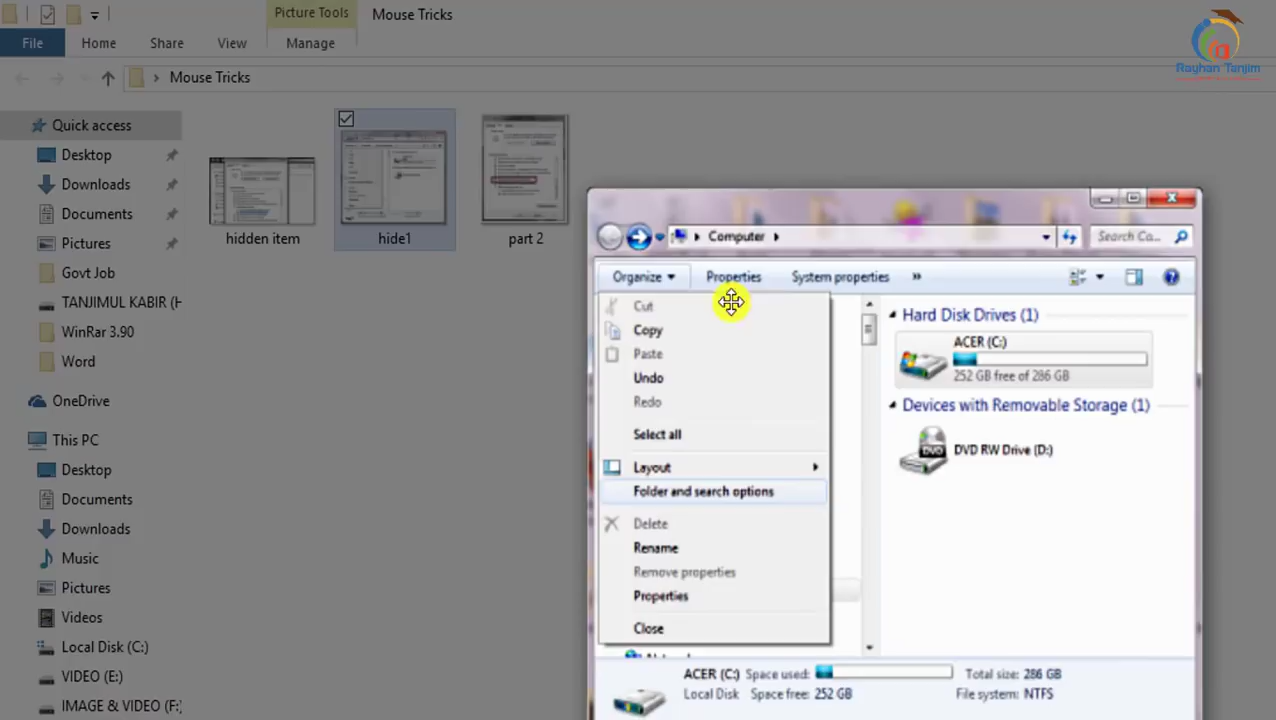 Picture Tools
Mouse Tricks
File
Home
Share
View
Manage
Mouse Tricks
Rayhan Tanjim
Quick access
Desktop
Downloads
Documents
Pictures
Govt Job
TANJIMUL KABIR (H
WinRar 3.90
Word
OneDrive
This PC
Desktop
Documents
Downloads
Music
Pictures
Videos
Local Disk (C:)
VIDEO (E:)
IMAGE & VIDEO (F:)
hidden item
hide1
part 2
Computer
Search Co...
Organize
Properties
System properties
»
Cut
Copy
Paste
Undo
Redo
Select all
Layout
Folder and search options
Delete
Rename
Remove properties
Properties
Close
Hard Disk Drives (1)
ACER (C:)
252 GB free of 286 GB
Devices with Removable Storage (1)
DVD
DVD RW Drive (D:)
ACER (C:) Space used: Total size: 286 GB
Local Disk Space free: 252 GB File system: NTFS